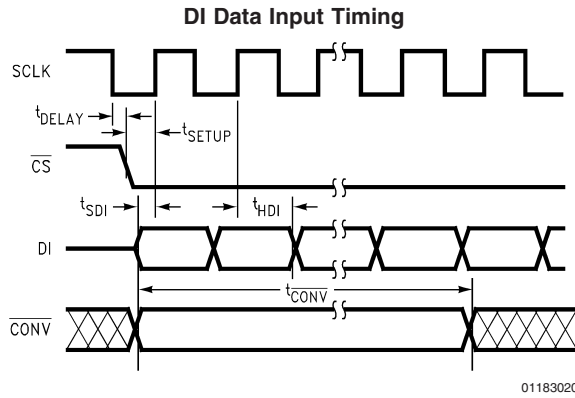 DI Data Input Timing
SCLK
tDELAY
tSETUP
CS
tSDI
tHDI
DI
tCONV
CONV
01183020